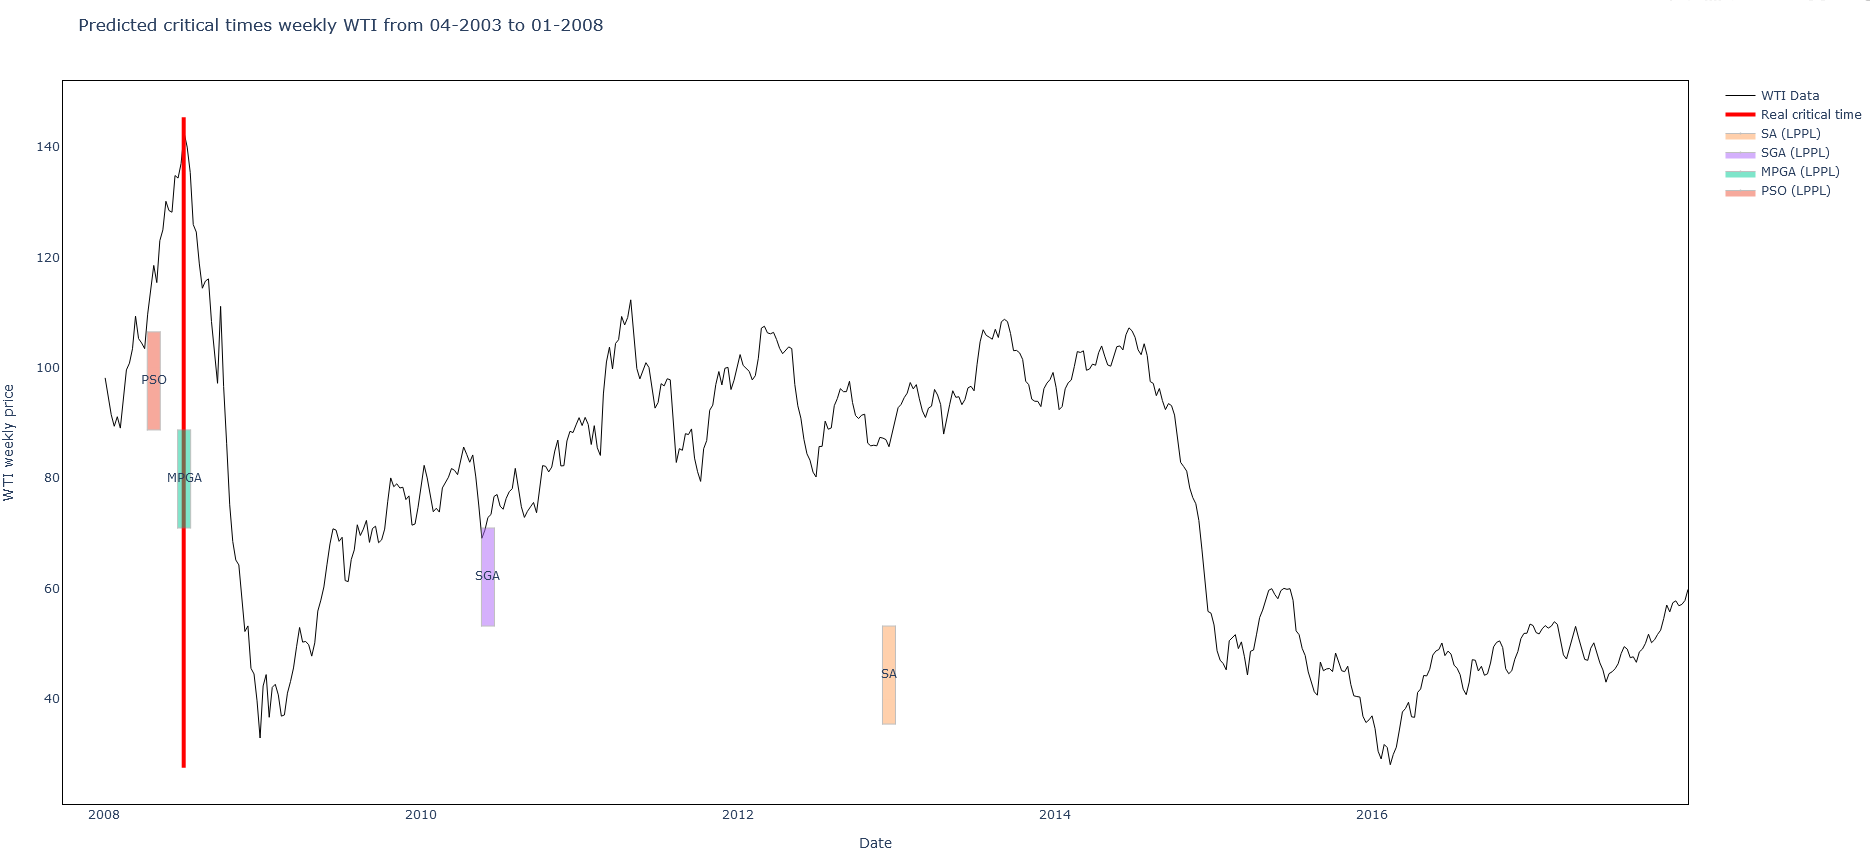 Predicted critical times weekly WTI from 04-2003 to 01-2008
WTI Data
Real critical time
SA (LPPL)
SGA (LPPL)
MPGA (LPPL)
PSO (LPPL)
WTI weekly price
140
120
100
80
60
40
PSO
MPGA
SGA
SA
2008
2010
2012
2014
2016
Date